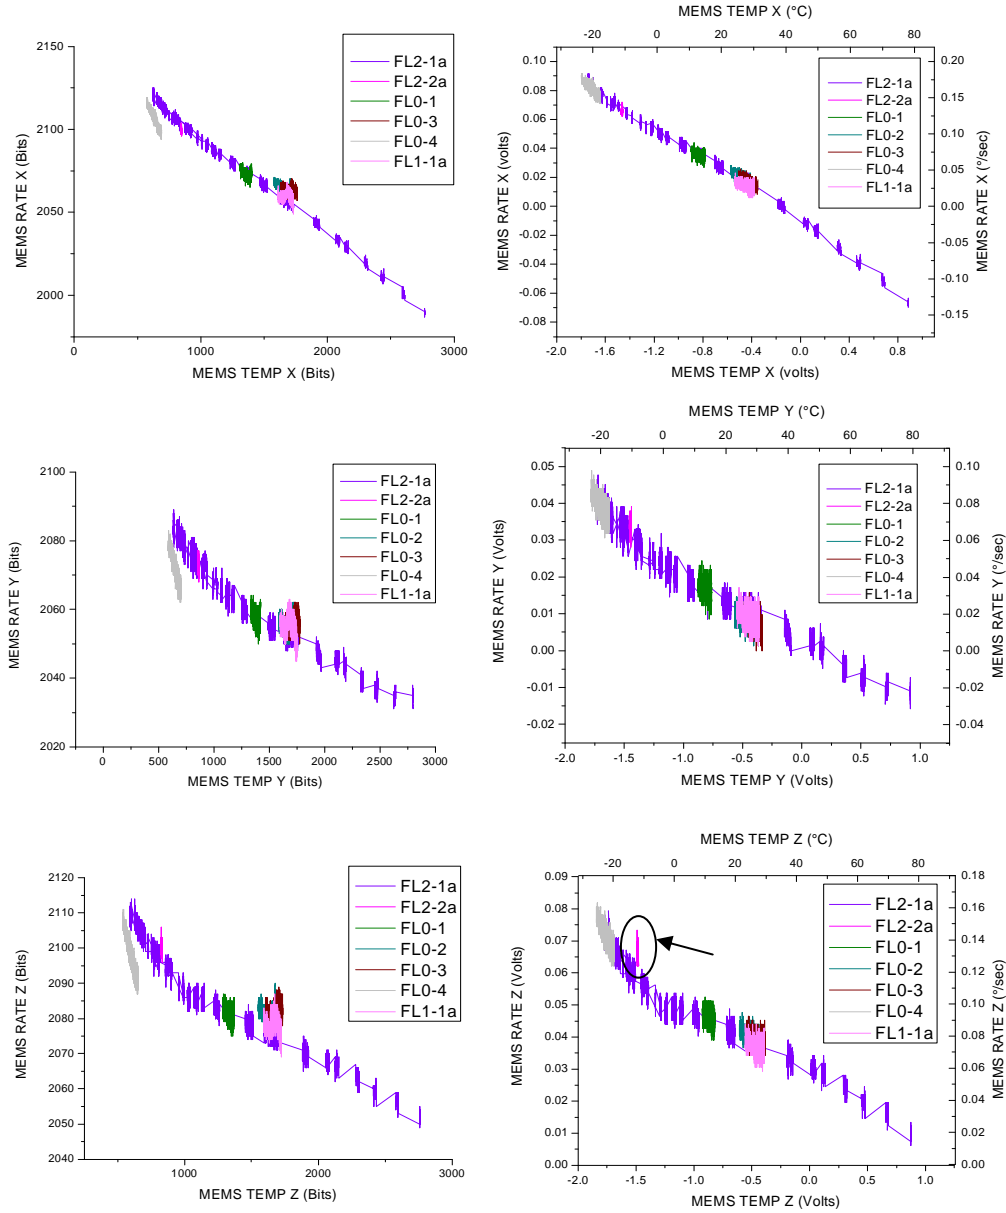 MEMS TEMP X (°C)
-20 0 20 40 60 80
2150
2100
2050
2000
MEMS RATE X (Bits)
FL2-1a
FL2-2a
FL0-1
FL0-3
FL0-4
FL1-1a
0 1000 2000 3000
MEMS TEMP X (Bits)
0.10
0.08
0.06
0.04
0.02
0.00
-0.02
-0.04
-0.06
-0.08
MEMS RATE X (volts)
FL2-1a
FL2-2a
FL0-1
FL0-2
FL0-3
FL0-4
FL1-1a
0.20
0.15
0.10
0.05
0.00
-0.05
-0.10
-0.15
MEMS RATE X (°/sec)
-2.0 -1.6 -1.2 -0.8 -0.4 0.0 0.4 0.8
MEMS TEMP X (volts)
MEMS TEMP Y (°C)
-20 0 20 40 60 80
2100
2080
2060
2040
2020
MEMS RATE Y (Bits)
FL2-1a
FL2-2a
FL0-1
FL0-2
FL0-3
FL0-4
FL1-1a
0 500 1000 1500 2000 2500 3000
MEMS TEMP Y (Bits)
0.05
0.04
0.03
0.02
0.01
0.00
-0.01
-0.02
MEMS RATE Y (Volts)
FL2-1a
FL2-2a
FL0-1
FL0-2
FL0-3
FL0-4
FL1-1a
0.10
0.08
0.06
0.04
0.02
0.00
-0.02
-0.04
MEMS RATE Y (°/sec)
-2.0 -1.5 -1.0 -0.5 0.0 0.5 1.0
MEMS TEMP Y (Volts)
MEMS TEMP Z (°C)
-20 0 20 40 60 80
2120
2110
2100
2090
2080
2070
2060
2050
2040
MEMS RATE Z (Bits)
FL2-1a
FL2-2a
FL0-1
FL0-2
FL0-3
FL0-4
FL1-1a
1000 2000 3000
MEMS TEMP Z (Bits)
0.09
0.08
0.07
0.06
0.05
0.04
0.03
0.02
0.01
0.00
MEMS RATE Z (Volts)
FL2-1a
FL2-2a
FL0-1
FL0-2
FL0-3
FL0-4
FL1-1a
0.18
0.16
0.14
0.12
0.10
0.08
0.06
0.04
0.02
0.00
MEMS RATE Z (°/sec)
-2.0 -1.5 -1.0 -0.5 0.0 0.5 1.0
MEMS TEMP Z (Volts)